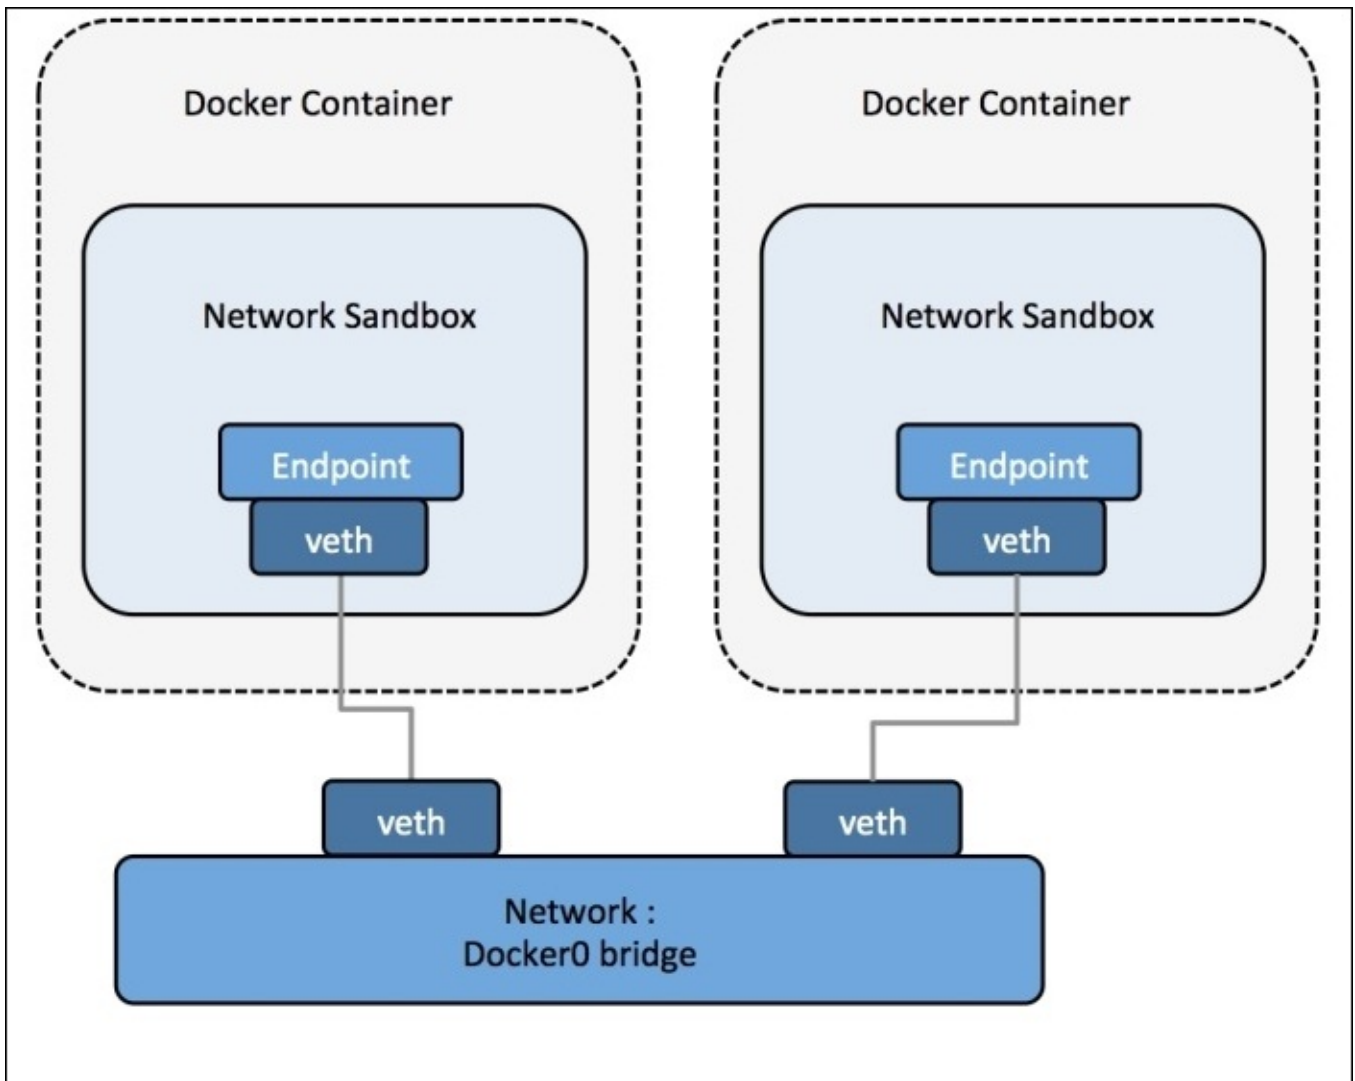 Docker Container
Docker Container
Network Sandbox
Network Sandbox
Endpoint
Endpoint
veth
veth
veth
veth
Network :
Docker0 bridge